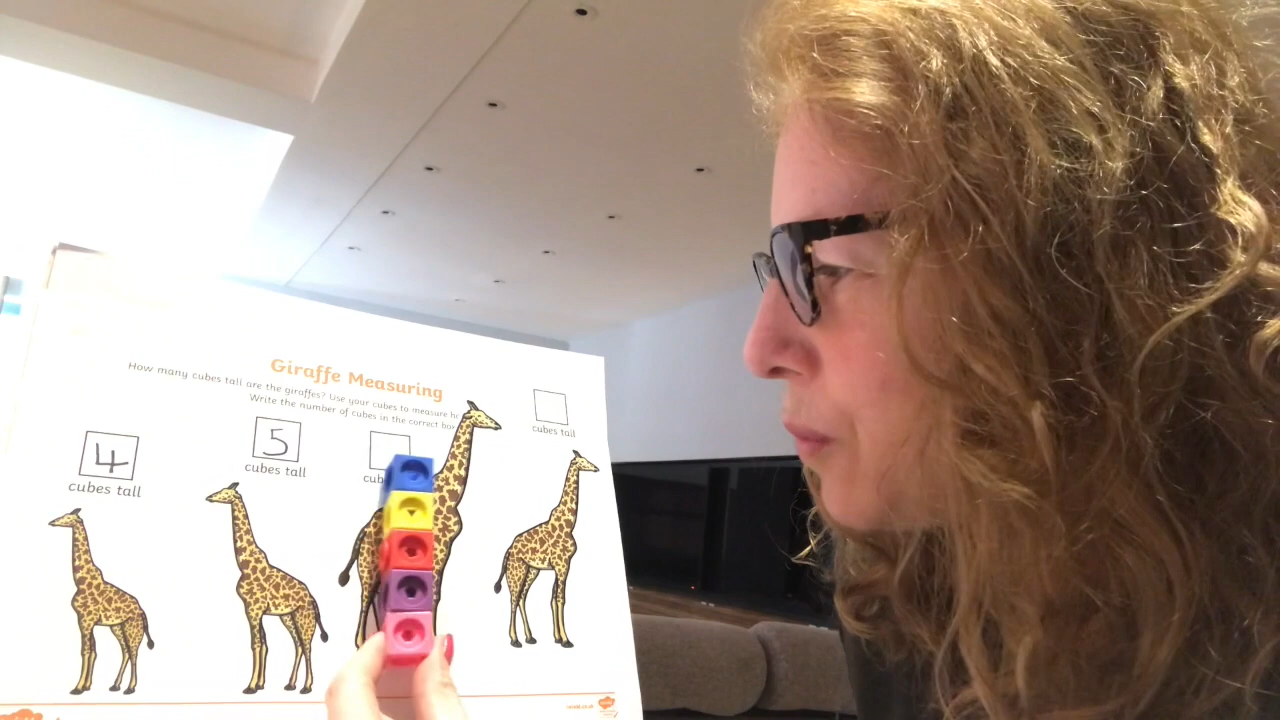 Giraffe Measuring
How many cubes tall are the giraffes? Use your cubes to measure
Write the number of cubes in the correct
4
cubes tall
5
cubes tall
cubes tall